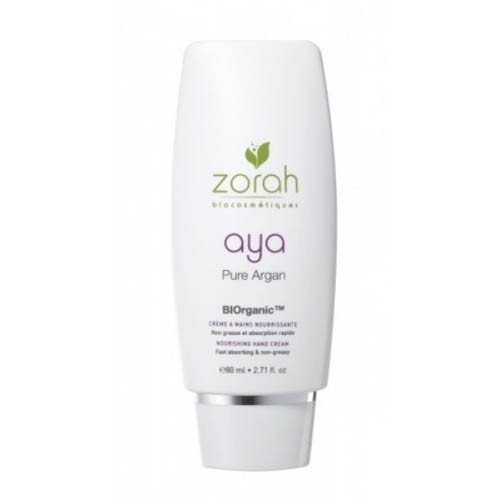 zorah
biocosmétiques
aya
Pure Argan
BIOrganic™
CRÈME À MAINS NOURRISSANTE
Non grasse et absorption rapide
NOURISHING HAND CREAM
Fast absorbing & non-greasy
℮80 ml • 2.71 fl. oz